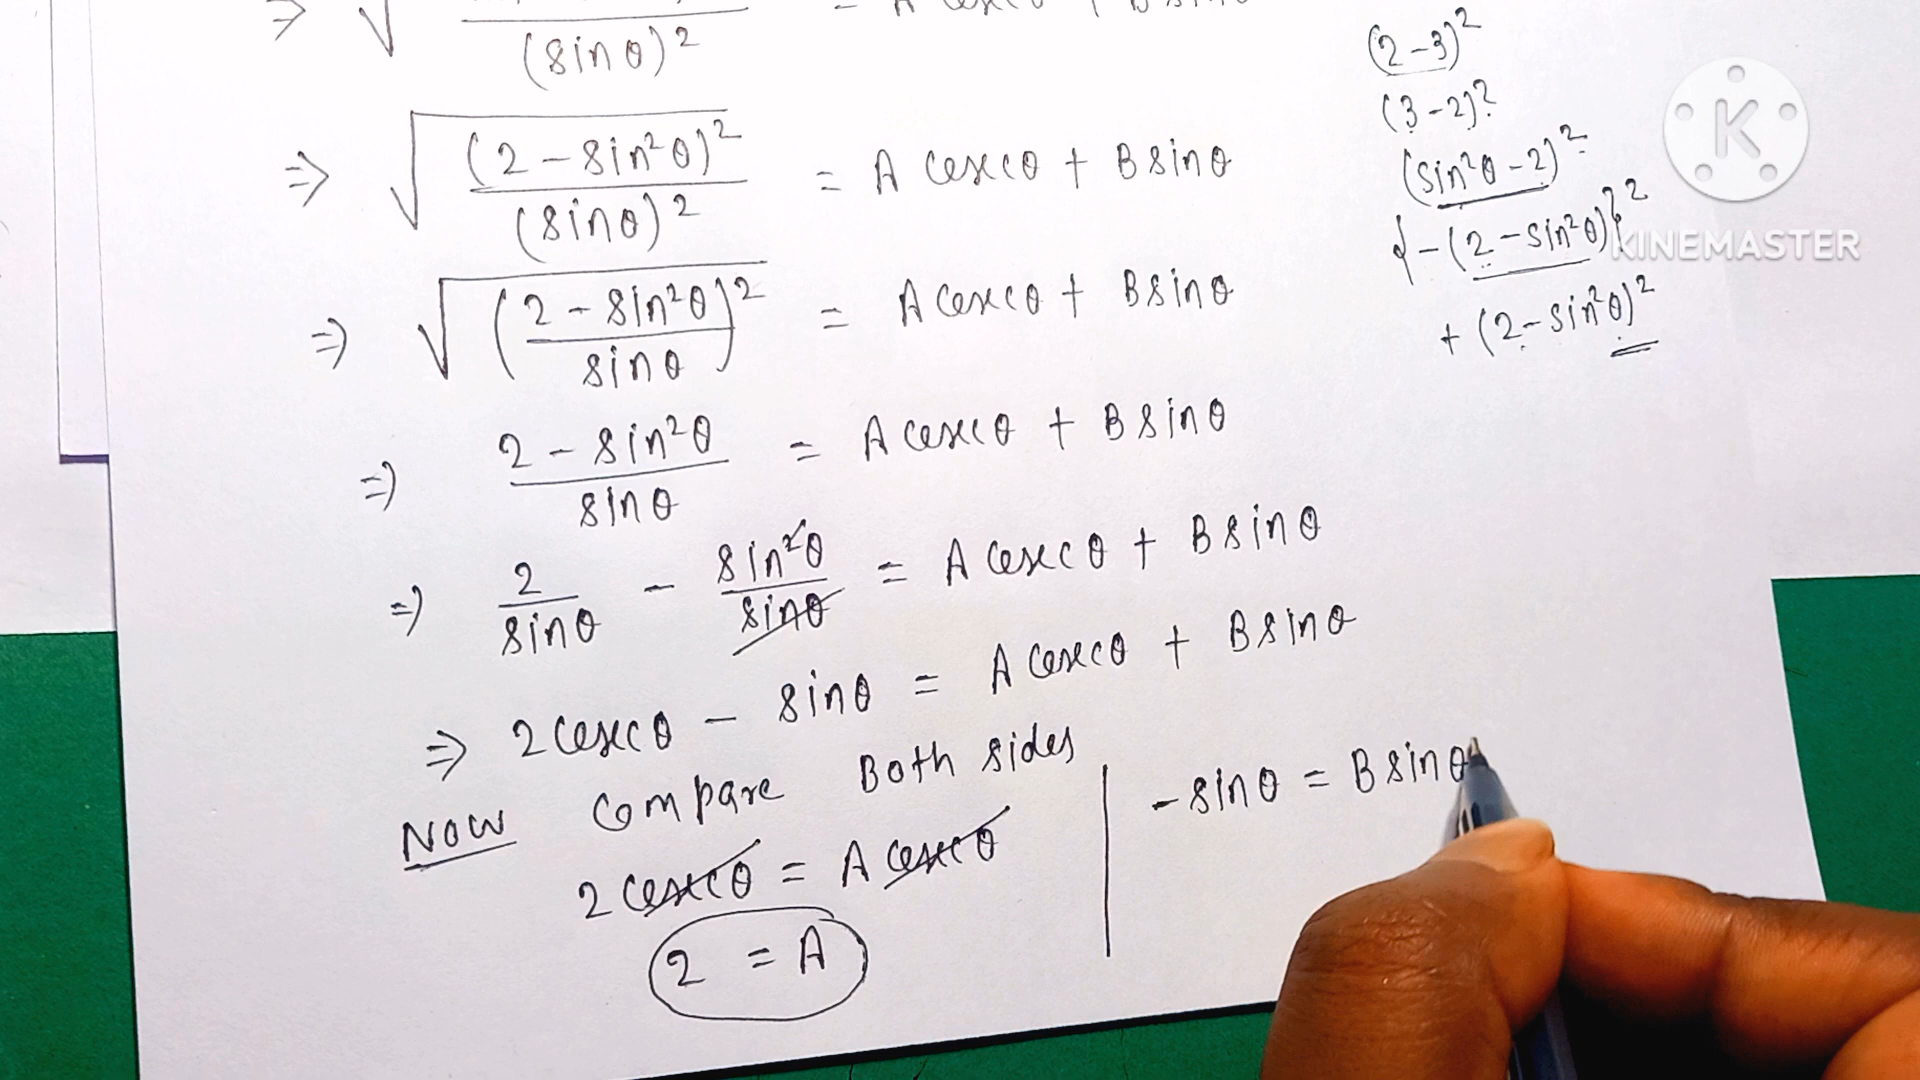 ⇒ √ (sinθ)²
⇒ √((2 - sin²θ)² / (sinθ)²) = A cosecθ + B sinθ
⇒ √((2 - sin²θ / sinθ)²) = A cosecθ + B sinθ
⇒ 2 - sin²θ / sinθ = A cosecθ + B sinθ
⇒ 2 / sinθ - sin²θ / sinθ = A cosecθ + B sinθ
⇒ 2 cosecθ - sinθ = A cosecθ + B sinθ
NOW Compare Both sides
2 cosecθ = A cosecθ
2 = A
- sinθ = B sinθ
(2 - 3)²
(3 - 2)²
(sin²θ - 2)²
{-(2 - sin²θ)}²
+ (2 - sin²θ)²
K
KINEMASTER